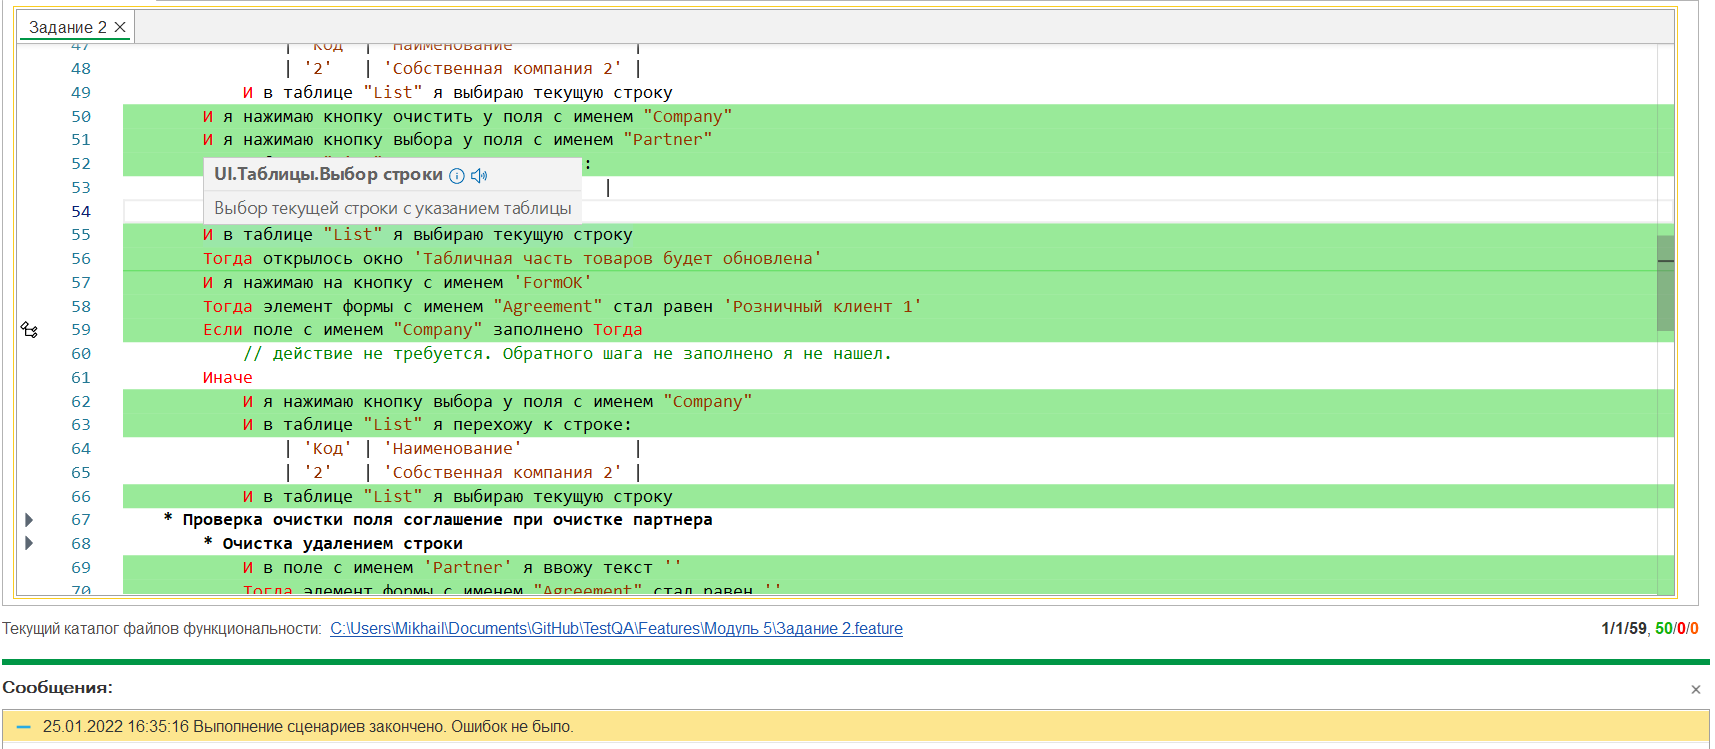 Задание 2 ×
47 | 'Код' | 'Наименование' |
48 | '2' | 'Собственная компания 2' |
49 И в таблице "List" я выбираю текущую строку
50 И я нажимаю кнопку очистить у поля с именем "Company"
51 И я нажимаю кнопку выбора у поля с именем "Partner"
52 :
UI.Таблицы.Выбор строки
53 |
Выбор текущей строки с указанием таблицы
54
55 И в таблице "List" я выбираю текущую строку
56 Тогда открылось окно 'Табличная часть товаров будет обновлена'
57 И я нажимаю на кнопку с именем 'FormOK'
58 Тогда элемент формы с именем "Agreement" стал равен 'Розничный клиент 1'
59 Если поле с именем "Company" заполнено Тогда
60 // действие не требуется. Обратного шага не заполнено я не нашел.
61 Иначе
62 И я нажимаю кнопку выбора у поля с именем "Company"
63 И в таблице "List" я перехожу к строке:
64 | 'Код' | 'Наименование' |
65 | '2' | 'Собственная компания 2' |
66 И в таблице "List" я выбираю текущую строку
67 * Проверка очистки поля соглашение при очистке партнера
68 * Очистка удалением строки
69 И в поле с именем 'Partner' я ввожу текст ''
70 Тогда элемент формы с именем "Agreement" стал равен ''
Текущий каталог файлов функциональности: C:\Users\Mikhail\Documents\GitHub\TestQA\Features\Модуль 5\Задание 2.feature 1/1/59, 50/0/0
Сообщения: ×
25.01.2022 16:35:16 Выполнение сценариев закончено. Ошибок не было.